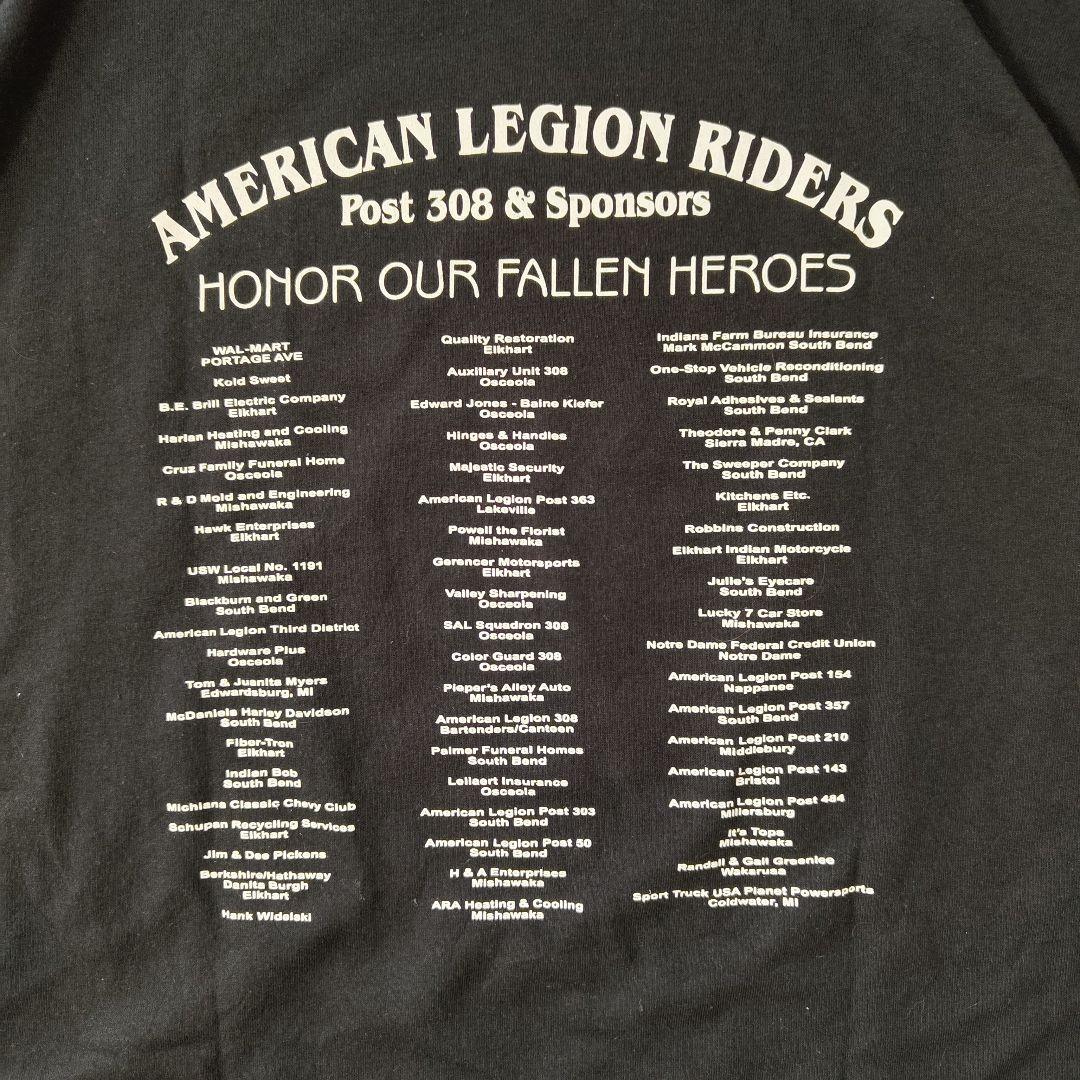 AMERICAN LEGION RIDERS
Post 308 & Sponsors
HONOR OUR FALLEN HEROES
WAL-MART
PORTAGE AVE
Kold Sweet
B.E. Brill Electric Company
Elkhart
Harlan Heating and Cooling
Mishawaka
Cruz Family Funeral Home
Osceola
R & D Mold and Engineering
Mishawaka
Hawk Enterprises
Elkhart
USW Local No. 1191
Mishawaka
Blackburn and Green
South Bend
American Legion Third District
Hardware Plus
Osceola
Tom & Juanita Myers
Edwardsburg, MI
McDaniels Harley Davidson
South Bend
Fiber-Tron
Elkhart
Indian Bob
South Bend
Michiana Classic Chevy Club
Schupan Recycling Services
Elkhart
Jim & Dee Pickens
Berkshire/Hathaway
Danita Burgh
Elkhart
Hank Widelski
Quality Restoration
Elkhart
Auxiliary Unit 308
Osceola
Edward Jones - Baine Kiefer
Osceola
Hinges & Handles
Osceola
Majestic Security
Elkhart
American Legion Post 363
Lakeville
Powell the Florist
Mishawaka
Gerencer Motorsports
Elkhart
Valley Sharpening
Osceola
SAL Squadron 308
Osceola
Color Guard 308
Osceola
Pieper's Alley Auto
Mishawaka
American Legion 308
Bartenders/Canteen
Palmer Funeral Homes
South Bend
Leliaert Insurance
Osceola
American Legion Post 303
South Bend
American Legion Post 50
South Bend
H & A Enterprises
Mishawaka
ARA Heating & Cooling
Mishawaka
Indiana Farm Bureau Insurance
Mark McCammon South Bend
One-Stop Vehicle Reconditioning
South Bend
Royal Adhesives & Sealants
South Bend
Theodore & Penny Clark
Sierra Madre, CA
The Sweeper Company
South Bend
Kitchens Etc.
Elkhart
Robbins Construction
Elkhart Indian Motorcycle
Elkhart
Julie's Eyecare
South Bend
Lucky 7 Car Store
Mishawaka
Notre Dame Federal Credit Union
Notre Dame
American Legion Post 154
Nappanee
American Legion Post 357
South Bend
American Legion Post 210
Middlebury
American Legion Post 143
Bristol
American Legion Post 484
Millersburg
It's Tops
Mishawaka
Randall & Gail Greenlee
Wakarusa
Sport Truck USA Planet Powersports
Coldwater, MI